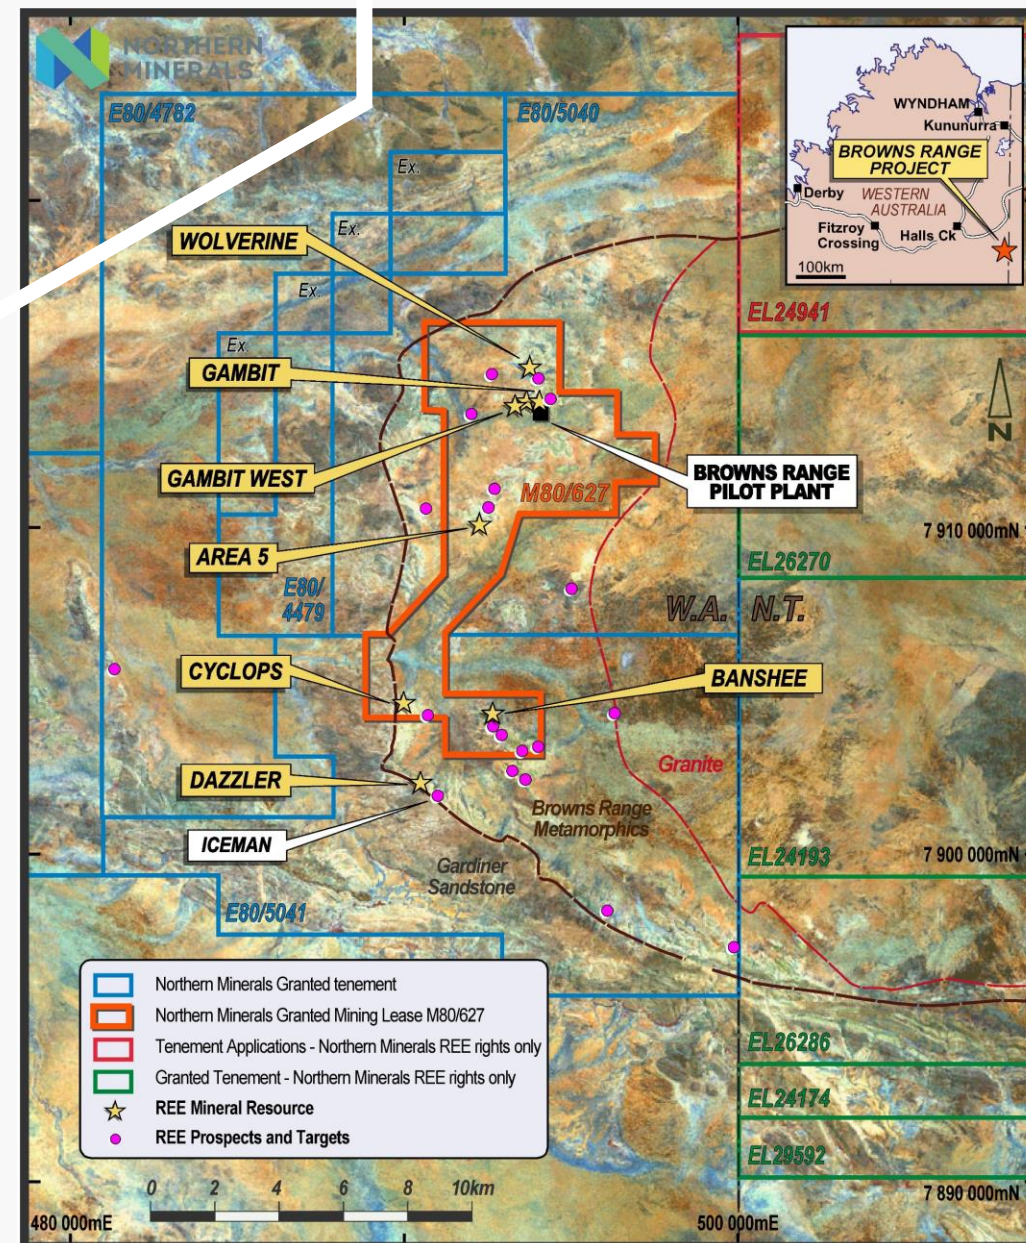 NORTHERN
MINERALS
E80/4782
E80/5040
WYNDHAM
Kununurra
BROWNS RANGE
PROJECT
Derby
WESTERN
AUSTRALIA
Fitzroy
Crossing
Halls Ck
100km
Ex.
Ex.
Ex.
Ex.
WOLVERINE
EL24941
GAMBIT
N
GAMBIT WEST
BROWNS RANGE
PILOT PLANT
M80/627
7 910 000mN
AREA 5
EL26270
E80/
4479
W.A.
N.T.
CYCLOPS
BANSHEE
Granite
DAZZLER
Browns Range
Metamorphics
ICEMAN
EL24193
7 900 000mN
Gardiner
Sandstone
E80/5041
Northern Minerals Granted tenement
Northern Minerals Granted Mining Lease M80/627
Tenement Applications - Northern Minerals REE rights only
Granted Tenement - Northern Minerals REE rights only
REE Mineral Resource
REE Prospects and Targets
EL26286
EL24174
EL29592
0 2 4 6 8 10km
7 890 000mN
480 000mE
500 000mE